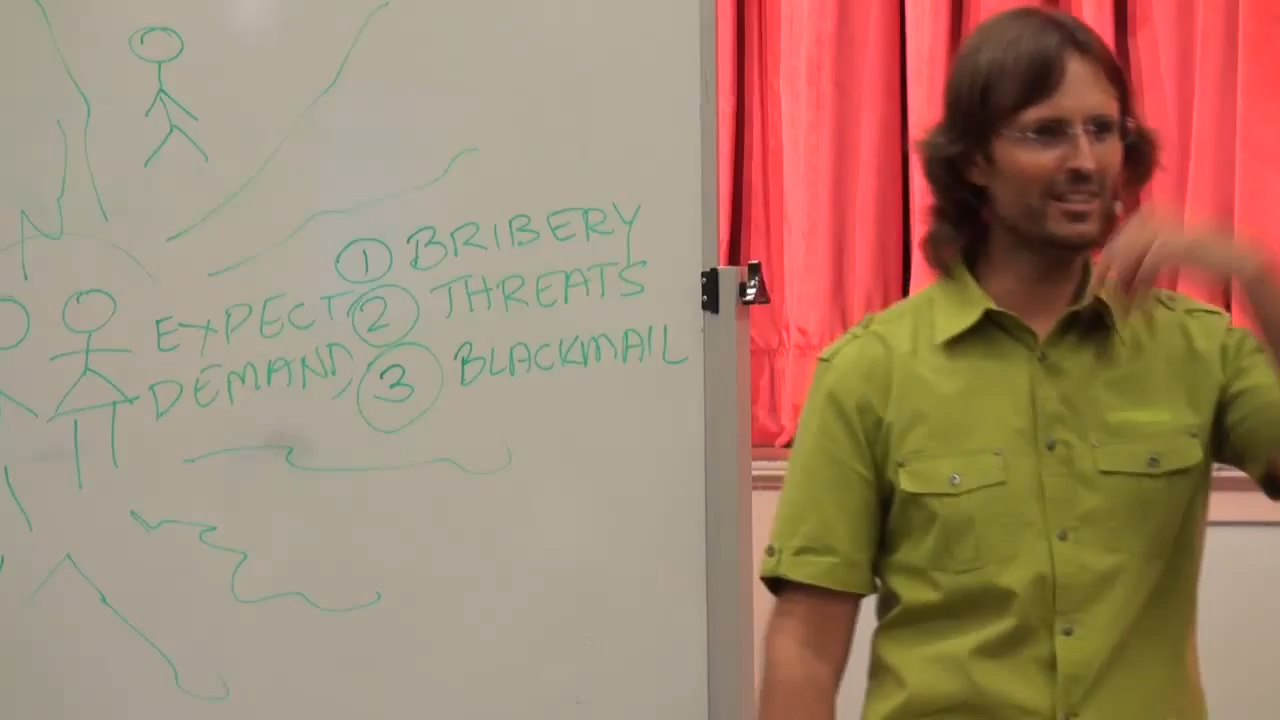 ① BRIBERY
EXPECT ② THREATS
DEMAND ③ BLACKMAIL